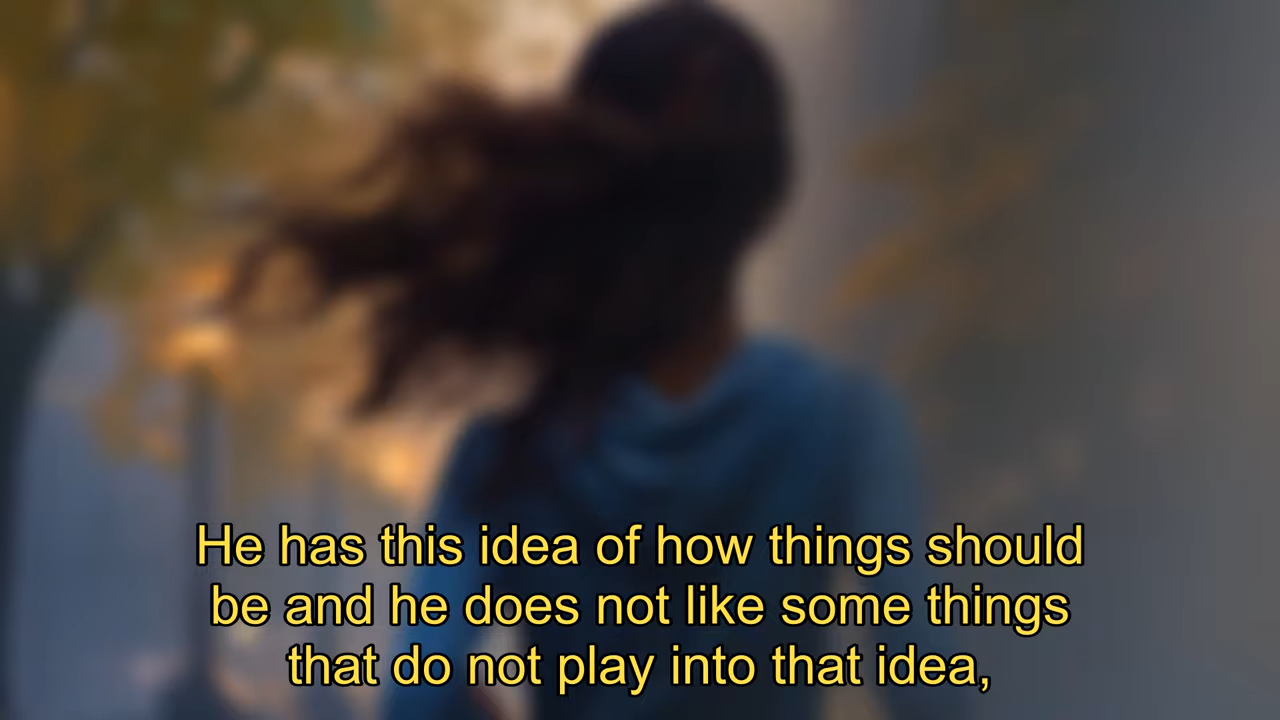 He has this idea of how things should
be and he does not like some things
that do not play into that idea,